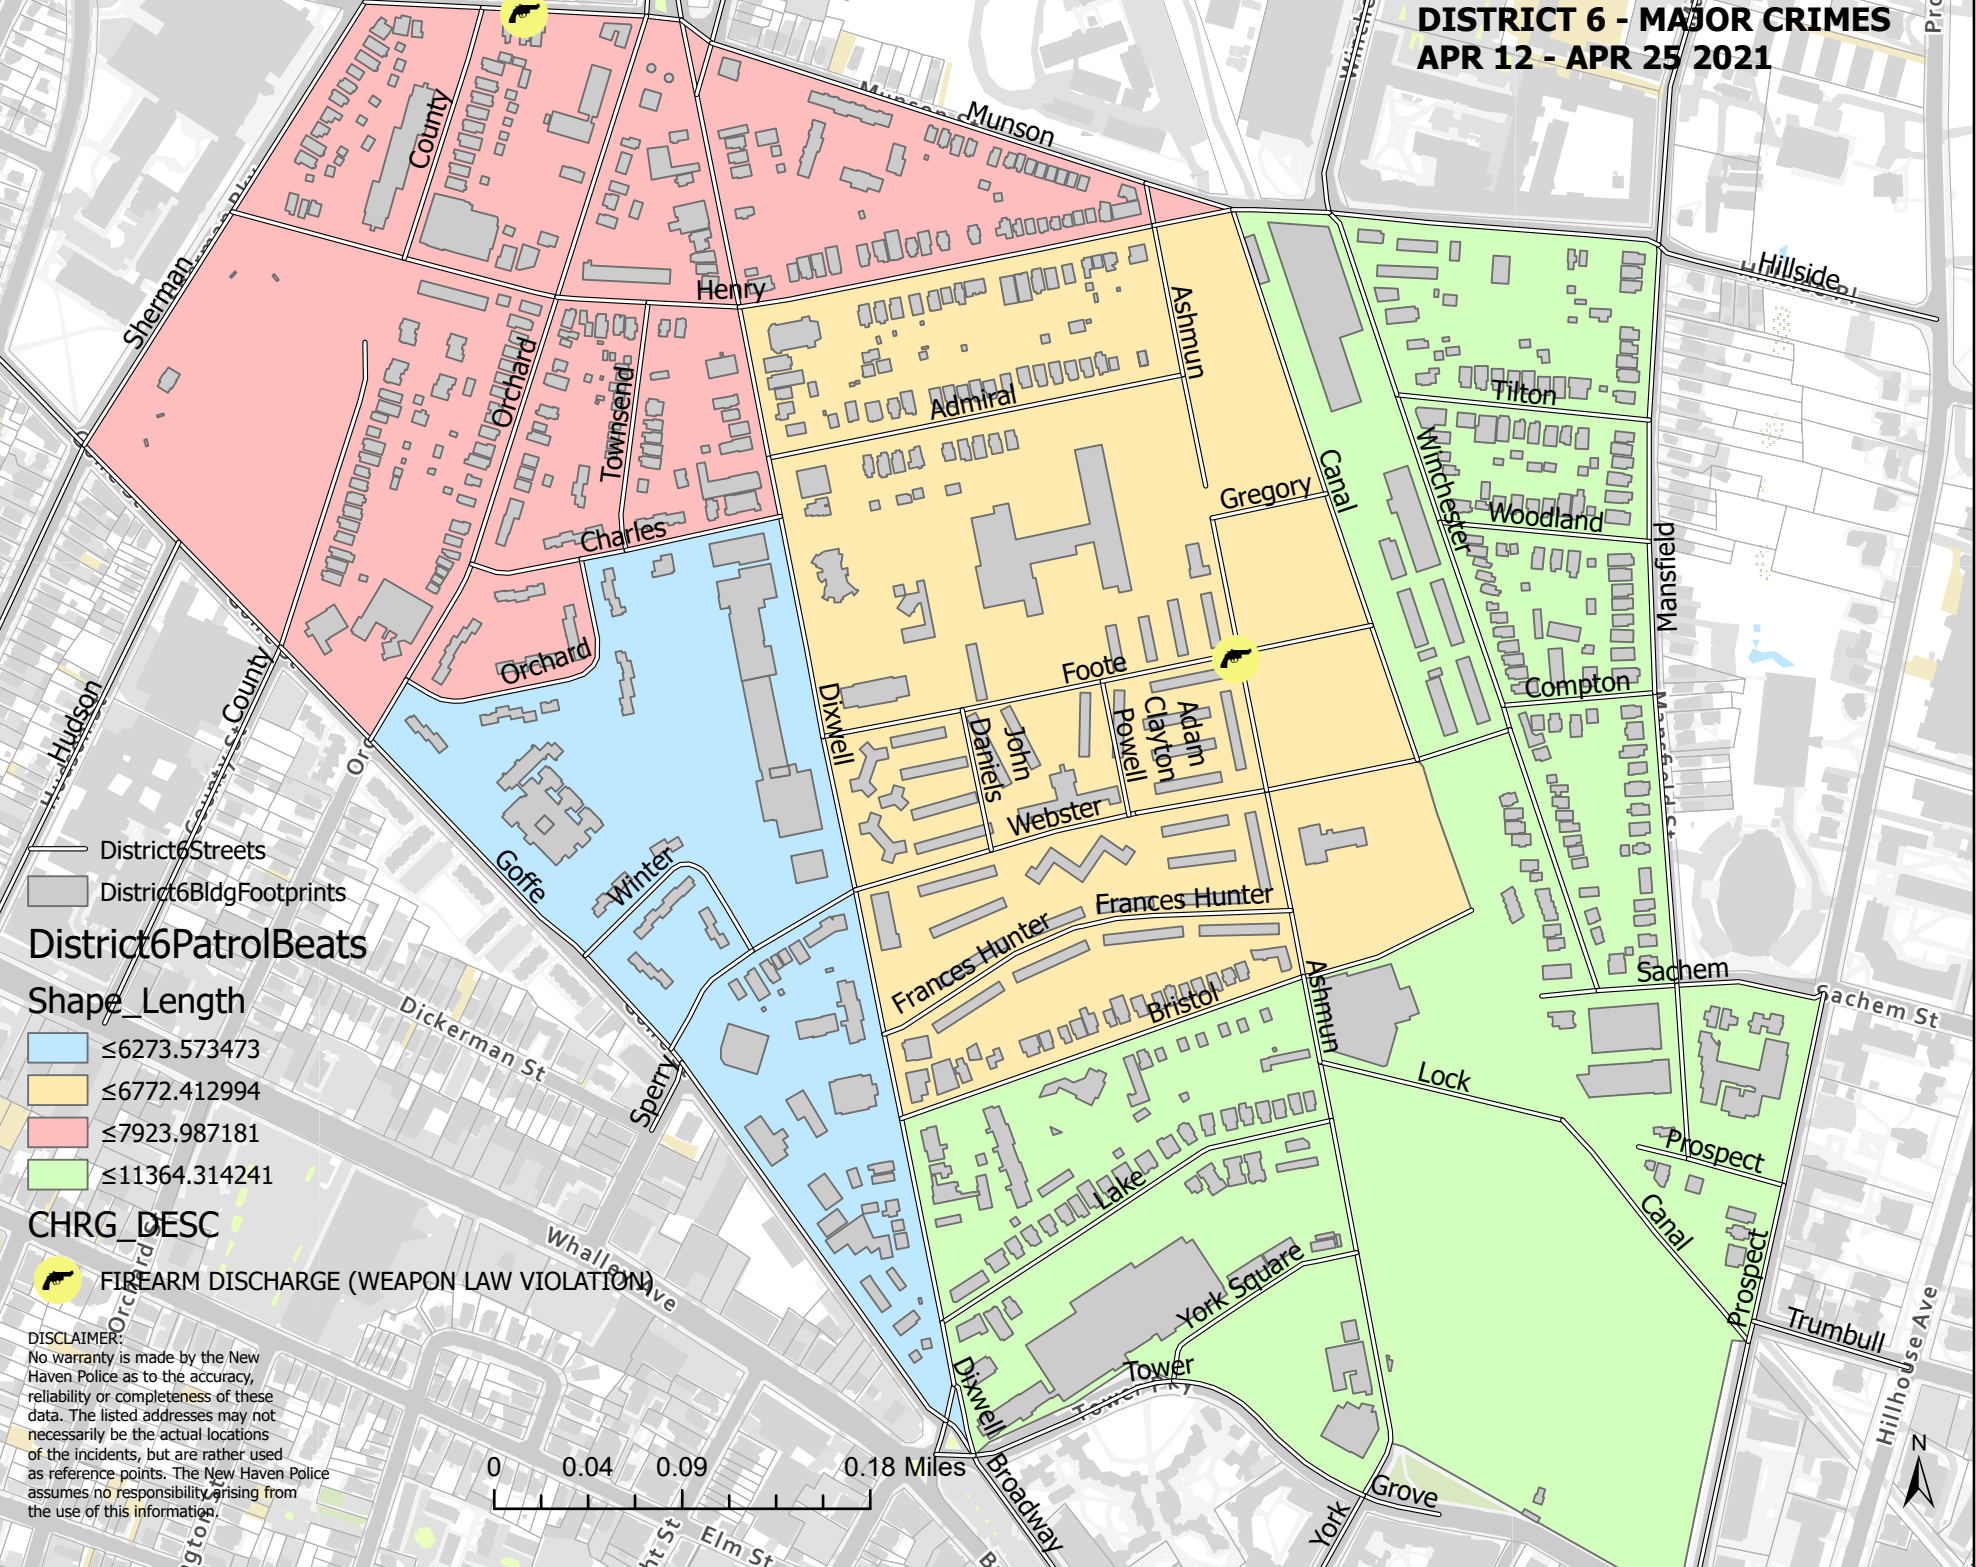 DISTRICT 6 - MAJOR CRIMES
APR 12 - APR 25 2021
Munson
County
Hillside
Sherman
Henry
Ashmun
Orchard
Townsend
Admiral
Tilton
Canal
Winchester
Gregory
Woodland
Charles
Mansfield
Orchard
Foote
Compton
Hudson
County
Dixwell
Daniels
John
Powell
Clayton
Adam
Webster
Goffe
Winter
Frances Hunter
Frances Hunter
Sachem
Sachem St
Bristol
Ashmun
Dickerman St
Sperry
Lock
Prospect
Lake
Canal
Prospect
York Square
Whalley Ave
Trumbull
Hillhouse Ave
Tower
Dixwell
Broadway
Grove
York
Elm St
District6Streets
District6BldgFootprints
District6PatrolBeats
Shape_Length
≤6273.573473
≤6772.412994
≤7923.987181
≤11364.314241
CHRG_DESC
FIREARM DISCHARGE (WEAPON LAW VIOLATION)
DISCLAIMER:
No warranty is made by the New
Haven Police as to the accuracy,
reliability or completeness of these
data. The listed addresses may not
necessarily be the actual locations
of the incidents, but are rather used
as reference points. The New Haven Police
assumes no responsibility arising from
the use of this information.
0 0.04 0.09 0.18 Miles
N